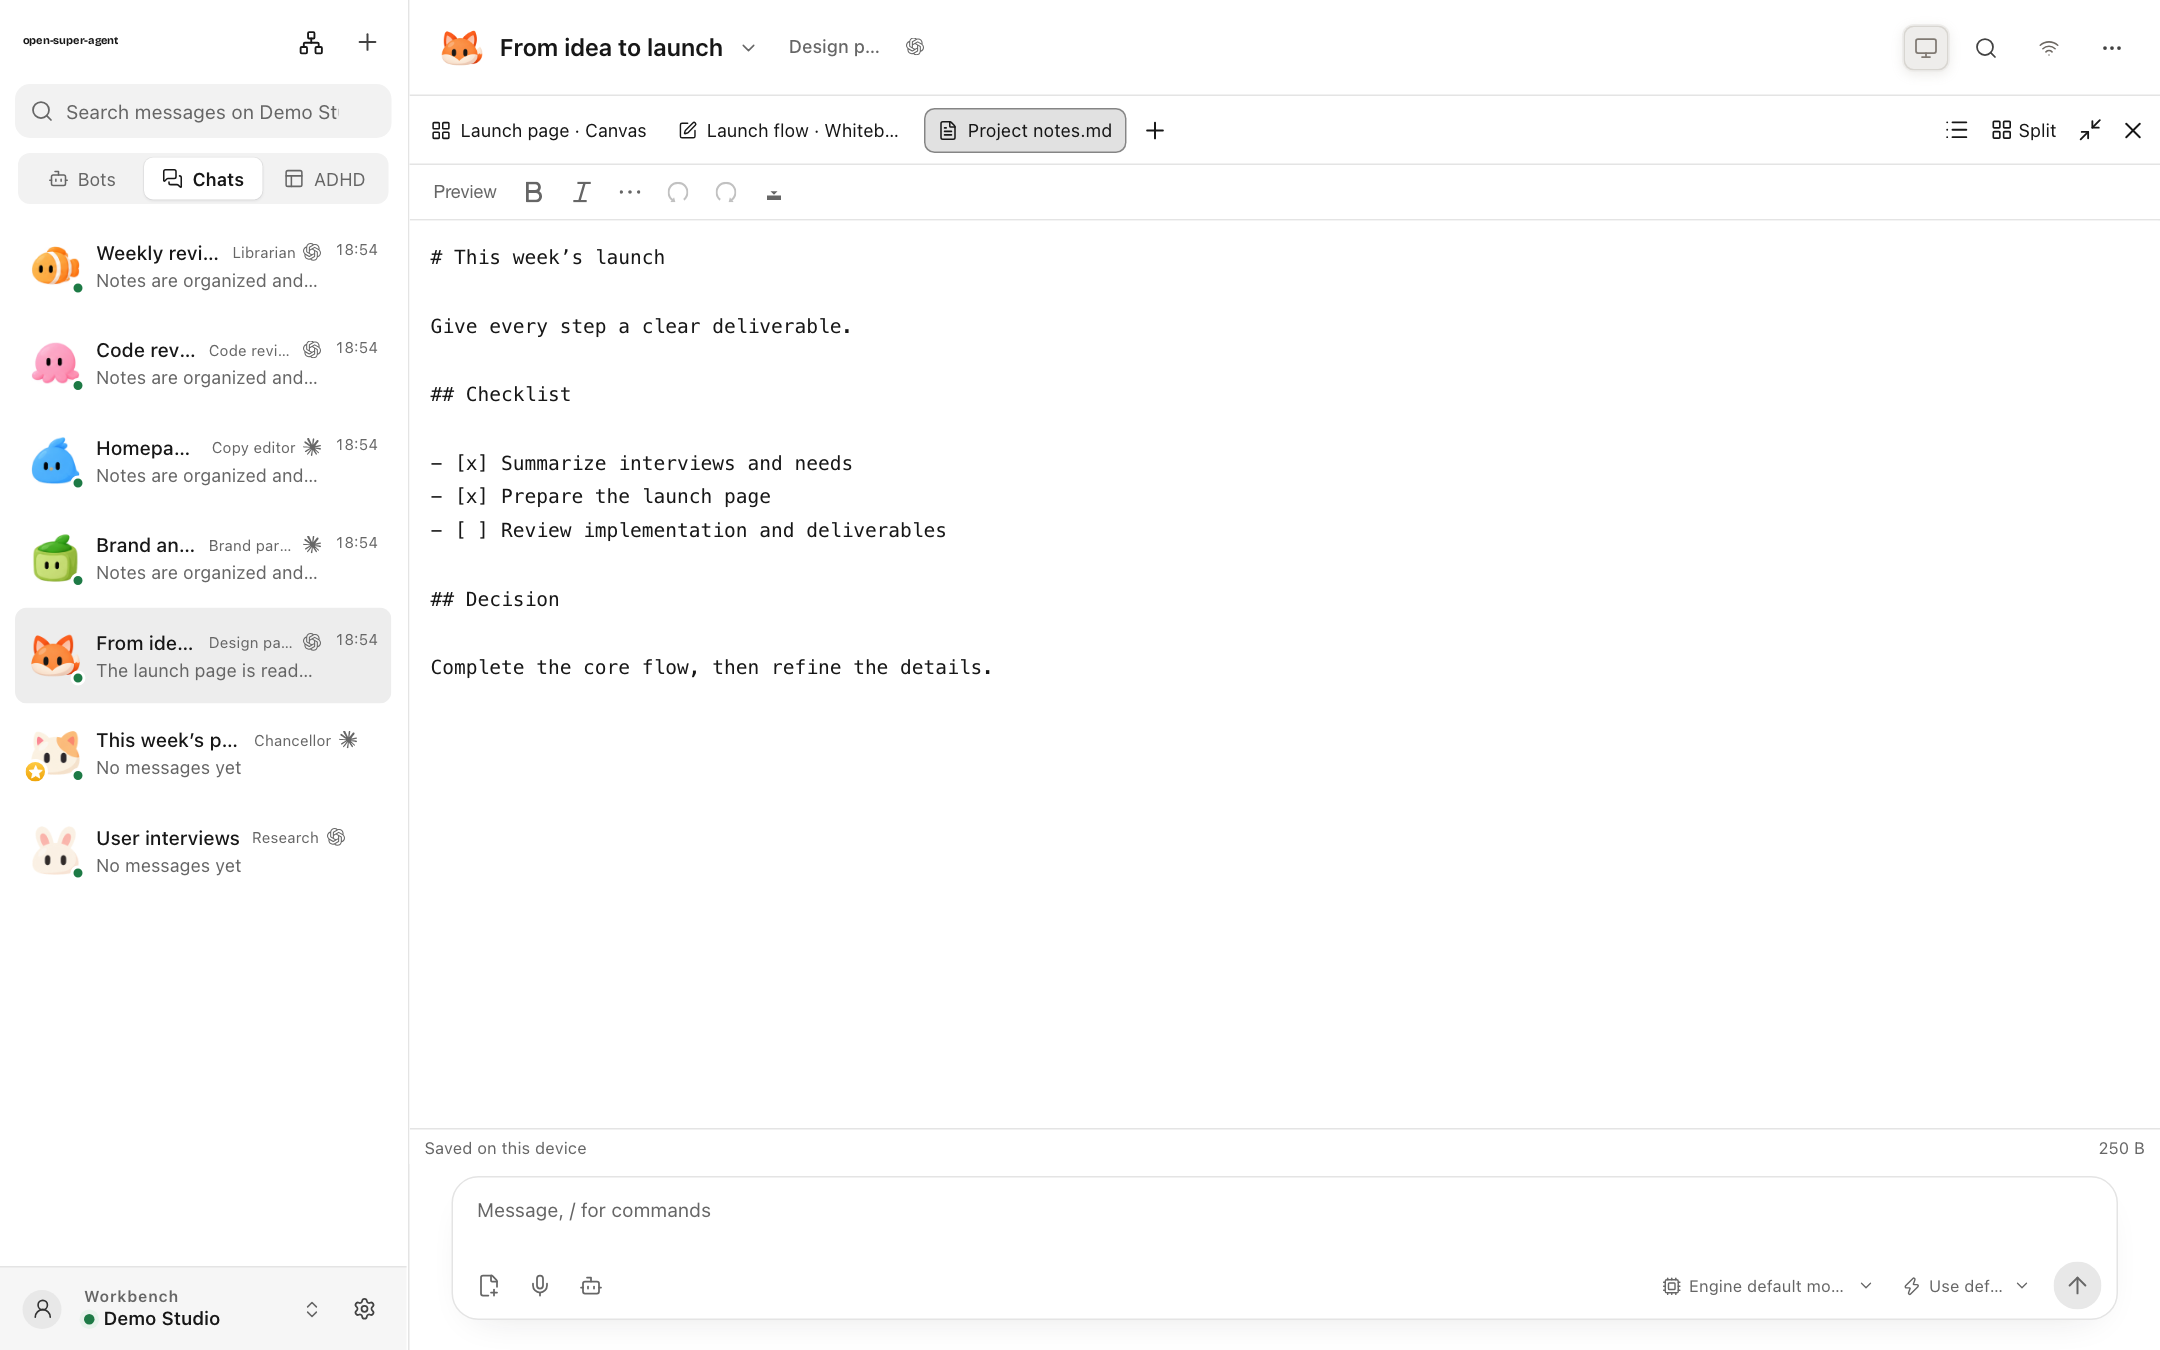 open-super-agent
Search messages on Demo St
Bots
Chats
ADHD
Weekly revi... Librarian 18:54
Notes are organized and...
Code rev... Code revi... 18:54
Notes are organized and...
Homepa... Copy editor 18:54
Notes are organized and...
Brand an... Brand par... 18:54
Notes are organized and...
From ide... Design pa... 18:54
The launch page is read...
This week’s p... Chancellor
No messages yet
User interviews Research
No messages yet
Workbench
Demo Studio
From idea to launch Design p...
Launch page · Canvas
Launch flow · Whiteb...
Project notes.md
Split
Preview
# This week’s launch
Give every step a clear deliverable.
## Checklist
- [x] Summarize interviews and needs
- [x] Prepare the launch page
- [ ] Review implementation and deliverables
## Decision
Complete the core flow, then refine the details.
Saved on this device 250 B
Message, / for commands
Engine default mo... Use def...